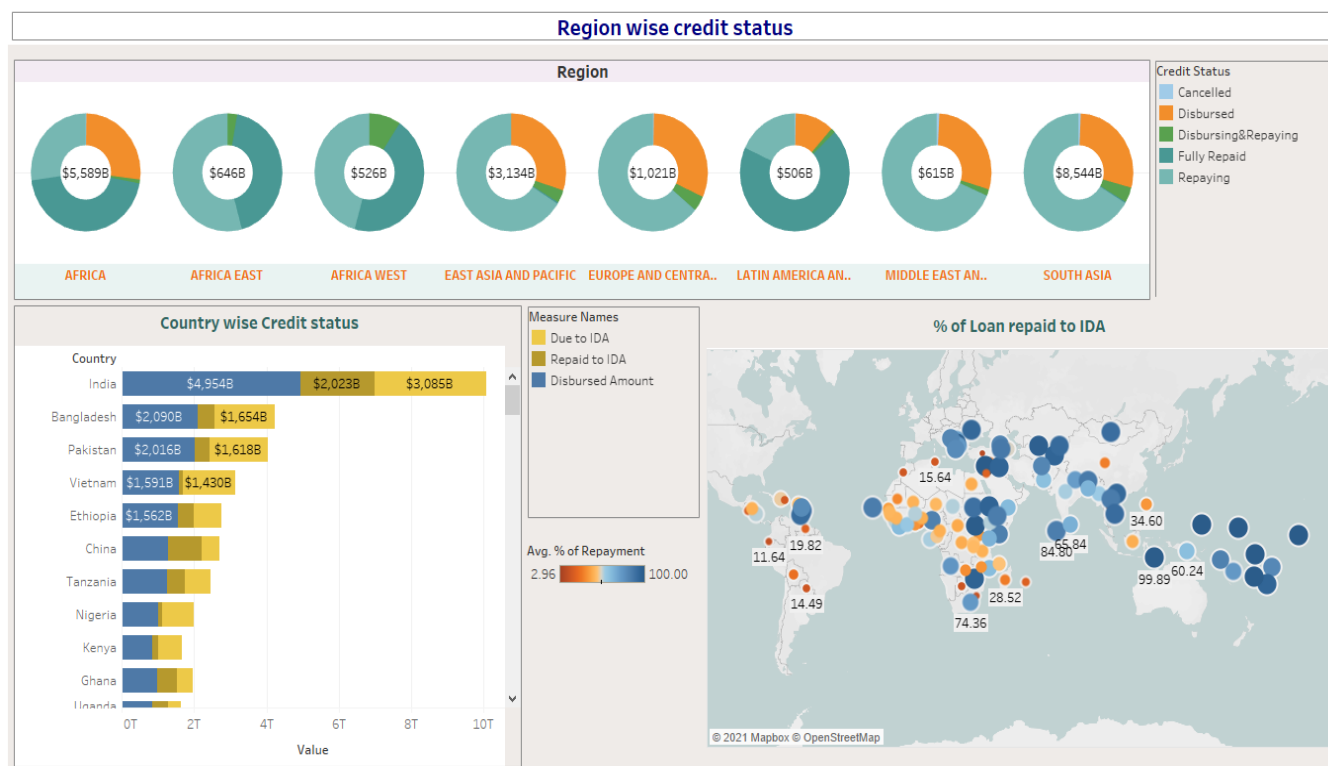 Region wise credit status
Region
$5,589B
$646B
$526B
$3,134B
$1,021B
$506B
$615B
$8,544B
AFRICA
AFRICA EAST
AFRICA WEST
EAST ASIA AND PACIFIC
EUROPE AND CENTRA..
LATIN AMERICA AN..
MIDDLE EAST AN..
SOUTH ASIA
Credit Status
Cancelled
Disbursed
Disbursing&Repaying
Fully Repaid
Repaying
Country wise Credit status
Country
India $4,954B $2,023B $3,085B
Bangladesh $2,090B $1,654B
Pakistan $2,016B $1,618B
Vietnam $1,591B $1,430B
Ethiopia $1,562B
China
Tanzania
Nigeria
Kenya
Ghana
Uganda
0T 2T 4T 6T 8T 10T
Value
Measure Names
Due to IDA
Repaid to IDA
Disbursed Amount
Avg. % of Repayment
2.96 100.00
% of Loan repaid to IDA
15.64
34.60
19.82
65.84
11.64
84.80
60.24
99.89
28.52
14.49
74.36
© 2021 Mapbox © OpenStreetMap